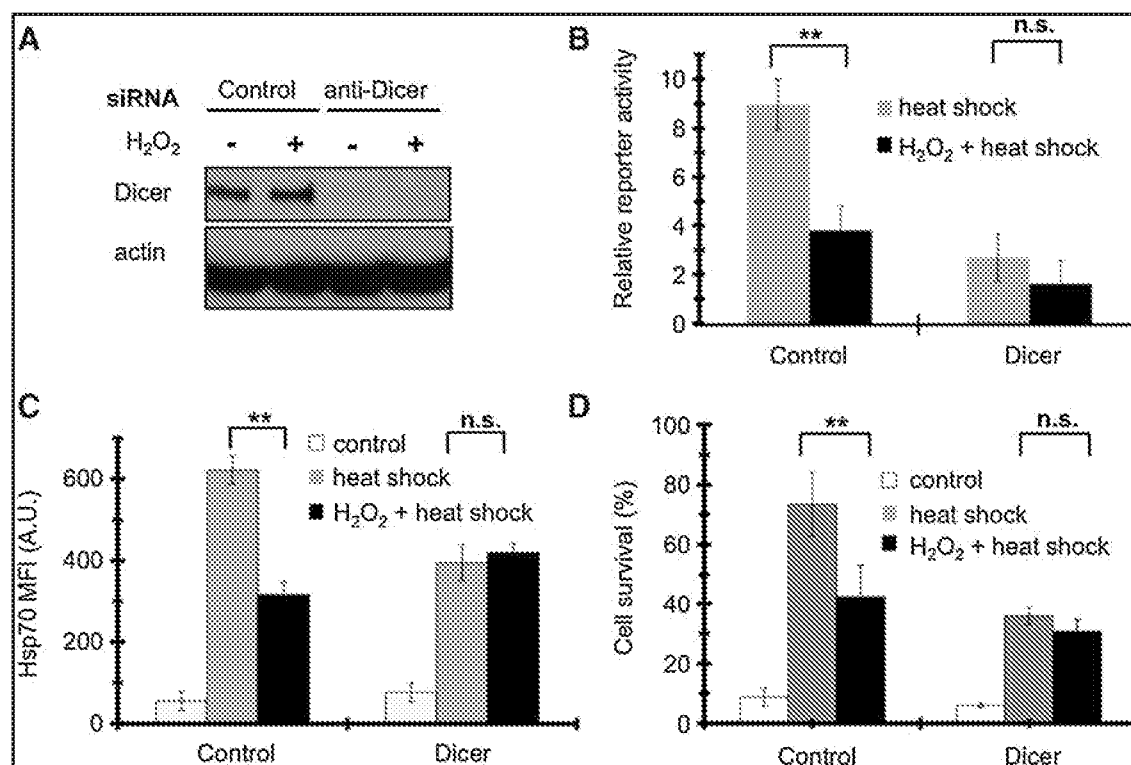 A
siRNA Control anti-Dicer
H₂O₂ - + - +
Dicer
actin
B
Relative reporter activity
10
8
6
4
2
0
**
n.s.
heat shock
H₂O₂ + heat shock
Control Dicer
C
Hsp70 MFI (A.U.)
600
400
200
0
**
n.s.
control
heat shock
H₂O₂ + heat shock
Control Dicer
D
Cell survival (%)
100
80
60
40
20
0
**
n.s.
control
heat shock
H₂O₂ + heat shock
Control Dicer